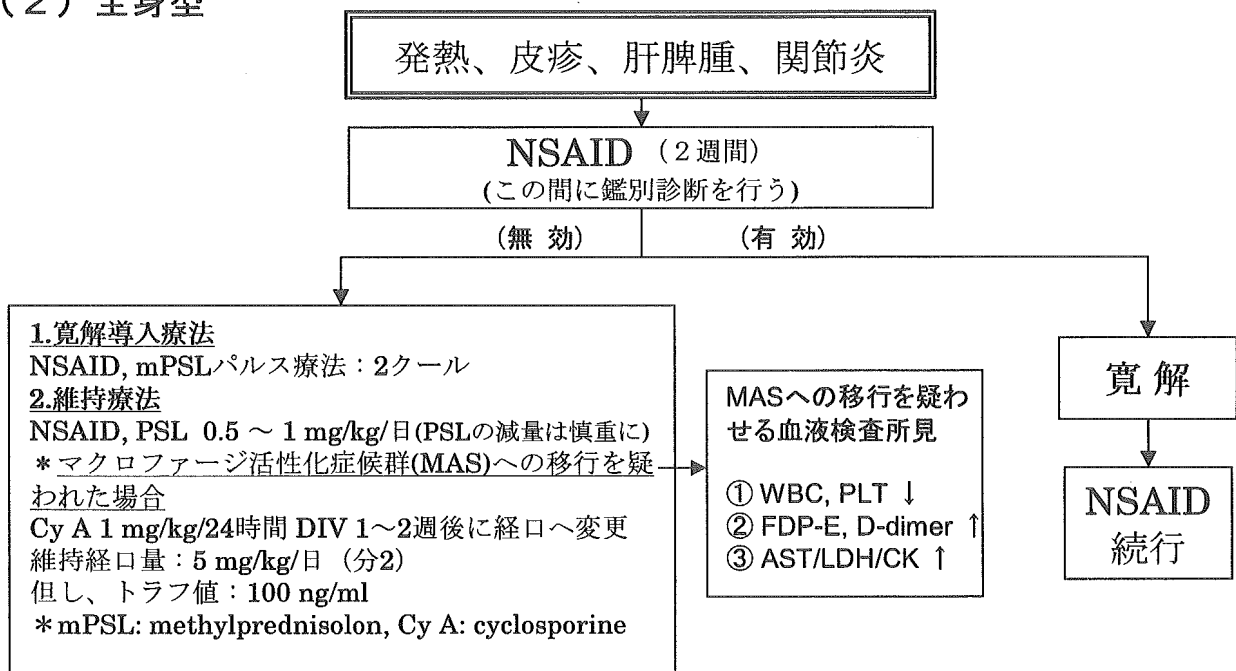 (2) 全身型
発熱、皮疹、肝脾腫、関節炎
NSAID (2週間)
(この間に鑑別診断を行う)
(無 効)
(有 効)
1.寛解導入療法
NSAID, mPSLパルス療法:2クール
2.維持療法
NSAID, PSL 0.5 ~ 1 mg/kg/日(PSLの減量は慎重に)
*マクロファージ活性化症候群(MAS)への移行を疑
われた場合
Cy A 1 mg/kg/24時間 DIV 1~2週後に経口へ変更
維持経口量:5 mg/kg/日 (分2)
但し、トラフ値:100 ng/ml
*mPSL: methylprednisolon, Cy A: cyclosporine
MASへの移行を疑わ
せる血液検査所見
① WBC, PLT ↓
② FDP-E, D-dimer ↑
③ AST/LDH/CK ↑
寛 解
NSAID
続行